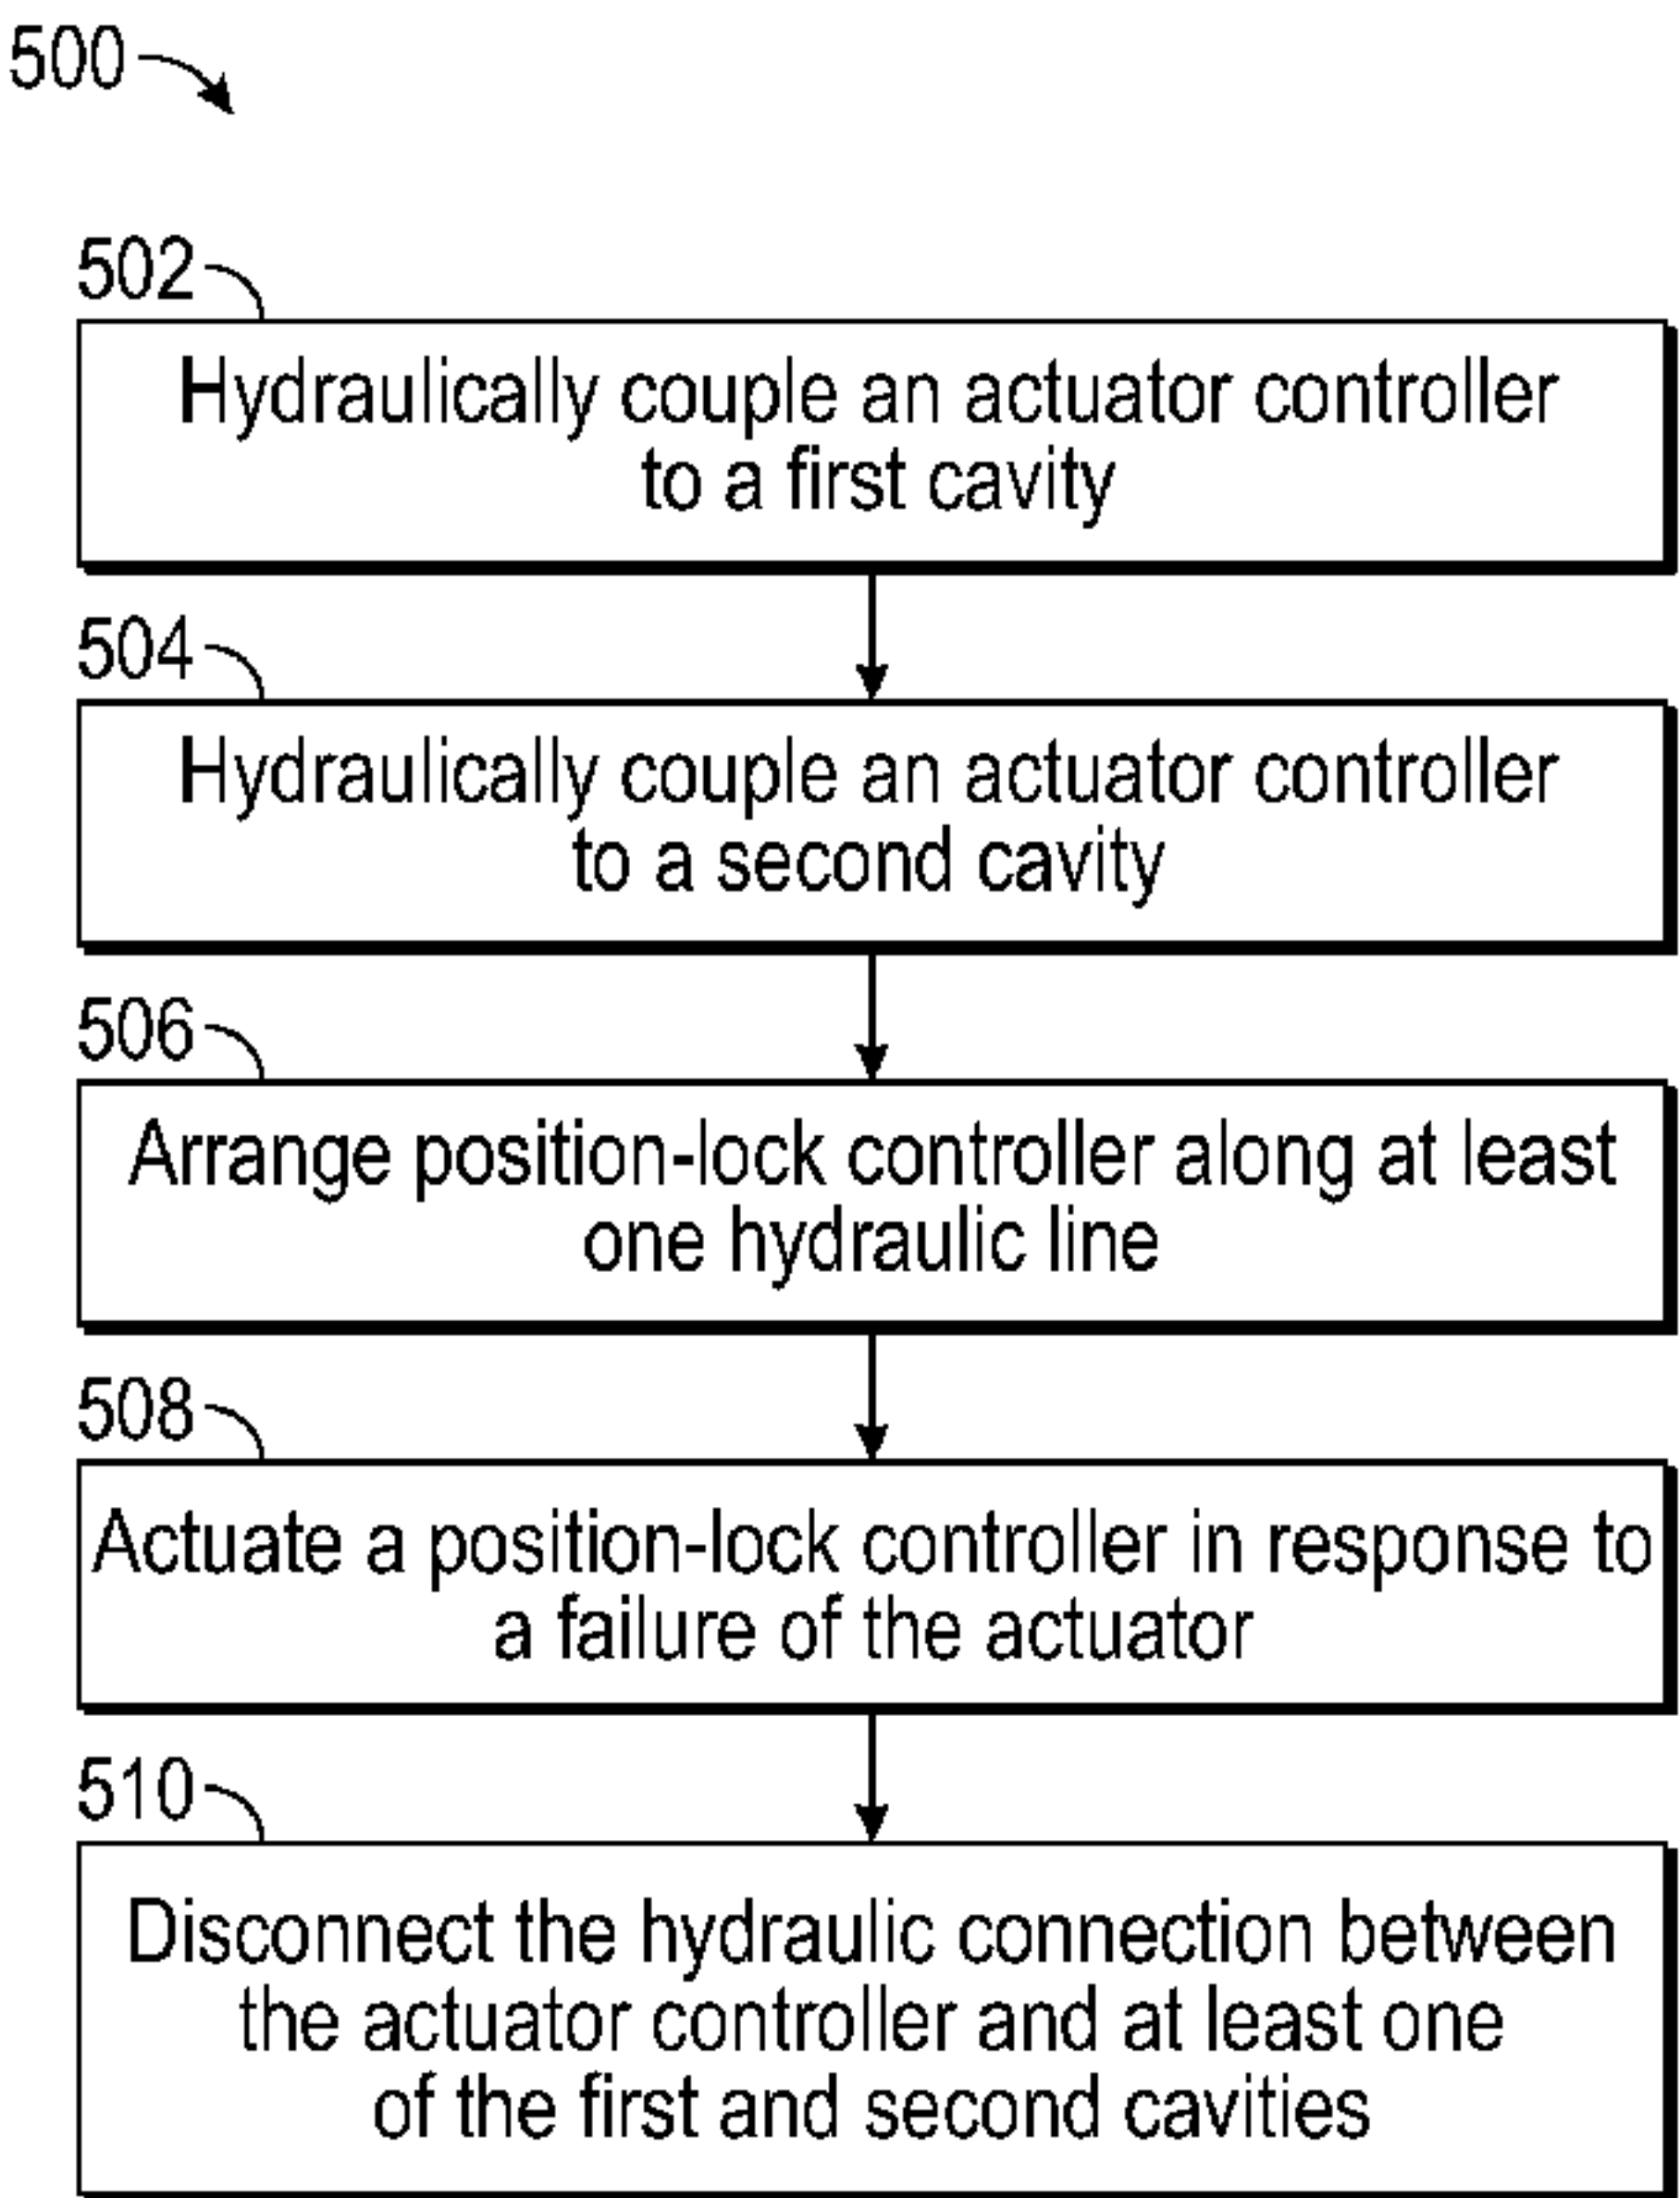 500
502
Hydraulically couple an actuator controller
to a first cavity
504
Hydraulically couple an actuator controller
to a second cavity
506
Arrange position-lock controller along at least
one hydraulic line
508
Actuate a position-lock controller in response to
a failure of the actuator
510
Disconnect the hydraulic connection between
the actuator controller and at least one
of the first and second cavities